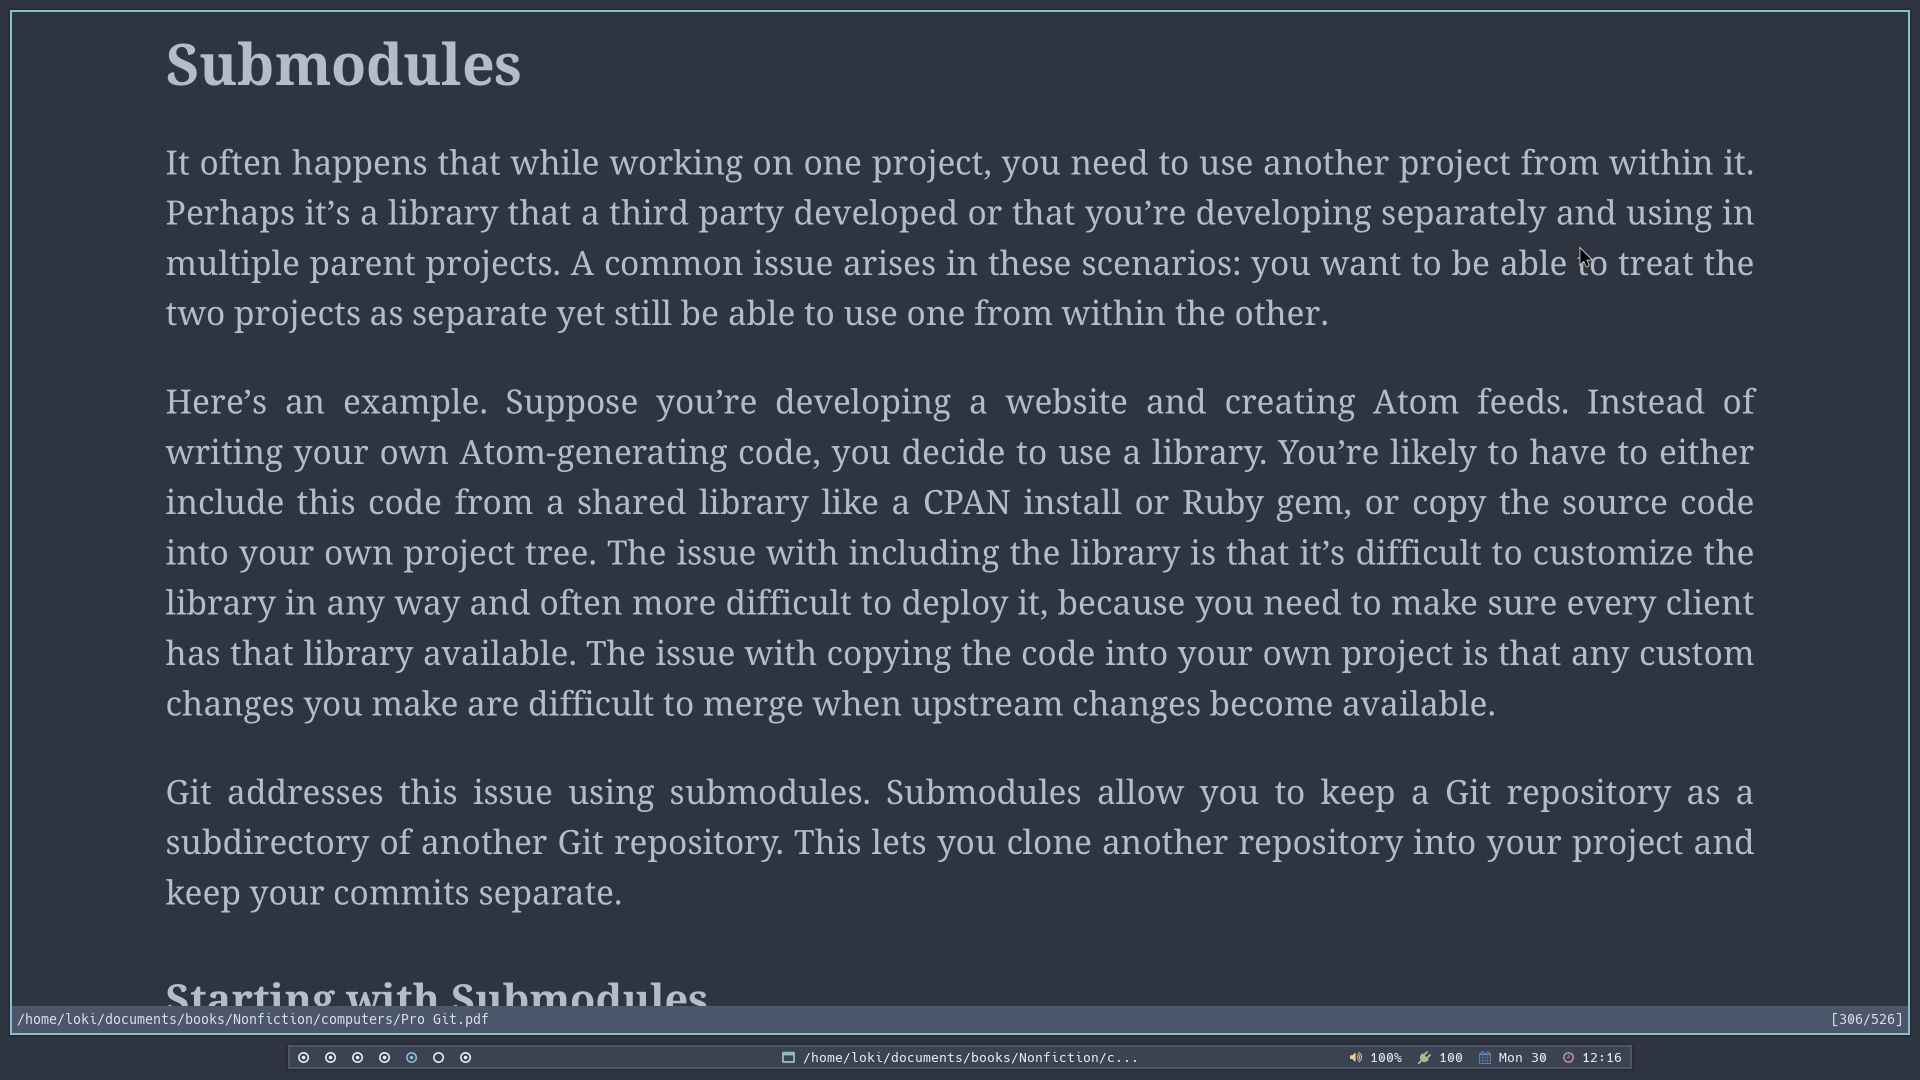 Submodules
It often happens that while working on one project, you need to use another project from within it.
Perhaps it’s a library that a third party developed or that you’re developing separately and using in
multiple parent projects. A common issue arises in these scenarios: you want to be able to treat the
two projects as separate yet still be able to use one from within the other.
Here’s an example. Suppose you’re developing a website and creating Atom feeds. Instead of
writing your own Atom-generating code, you decide to use a library. You’re likely to have to either
include this code from a shared library like a CPAN install or Ruby gem, or copy the source code
into your own project tree. The issue with including the library is that it’s difficult to customize the
library in any way and often more difficult to deploy it, because you need to make sure every client
has that library available. The issue with copying the code into your own project is that any custom
changes you make are difficult to merge when upstream changes become available.
Git addresses this issue using submodules. Submodules allow you to keep a Git repository as a
subdirectory of another Git repository. This lets you clone another repository into your project and
keep your commits separate.
Starting with Submodules
/home/loki/documents/books/Nonfiction/computers/Pro Git.pdf [306/526]
/home/loki/documents/books/Nonfiction/c... 100% 100 Mon 30 12:16